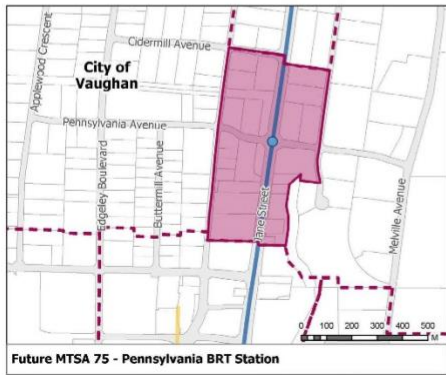 Applewood Crescent
Cidermill Avenue
City of
Vaughan
Pennsylvania Avenue
Edgeley Boulevard
Buttermill Avenue
Jane Street
Melville Avenue
0 100 200 300 400 500
M
Future MTSA 75 - Pennsylvania BRT Station